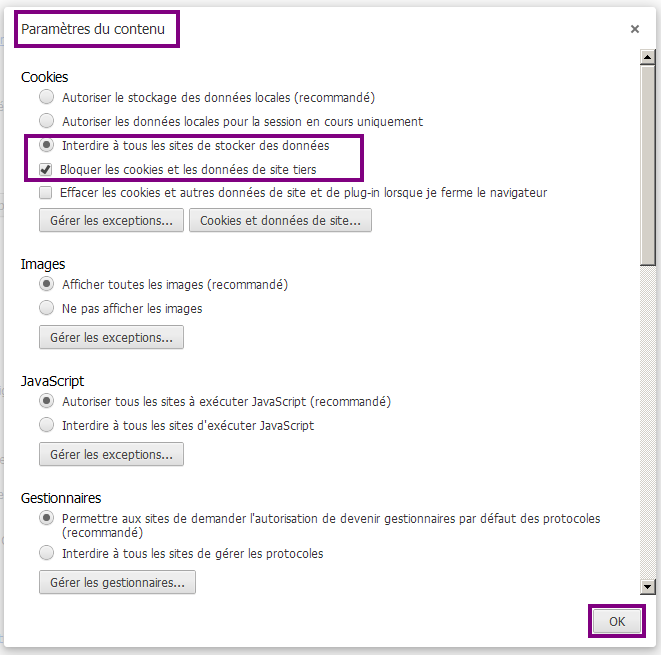 Paramètres du contenu
Cookies
Autoriser le stockage des données locales (recommandé)
Autoriser les données locales pour la session en cours uniquement
Interdire à tous les sites de stocker des données
Bloquer les cookies et les données de site tiers
Effacer les cookies et autres données de site et de plug-in lorsque je ferme le navigateur
Gérer les exceptions... Cookies et données de site...
Images
Afficher toutes les images (recommandé)
Ne pas afficher les images
Gérer les exceptions...
JavaScript
Autoriser tous les sites à exécuter JavaScript (recommandé)
Interdire à tous les sites d'exécuter JavaScript
Gérer les exceptions...
Gestionnaires
Permettre aux sites de demander l'autorisation de devenir gestionnaires par défaut des protocoles
(recommandé)
Interdire à tous les sites de gérer les protocoles
Gérer les gestionnaires...
OK